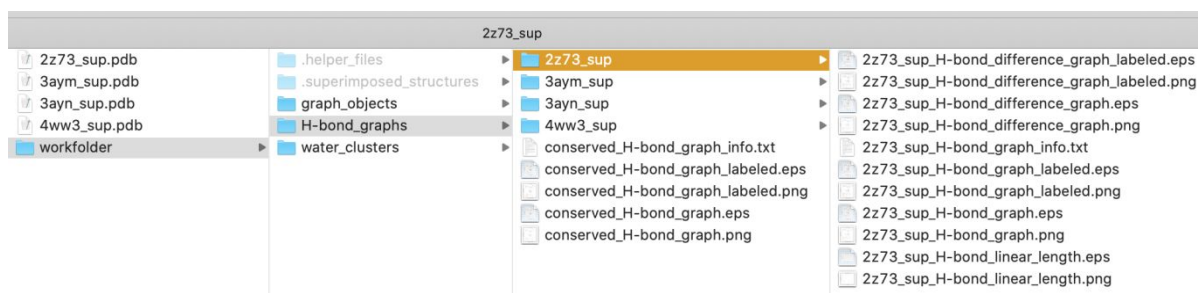 2z73_sup
2z73_sup.pdb
3aym_sup.pdb
3ayn_sup.pdb
4ww3_sup.pdb
workfolder
.helper_files
.superimposed_structures
graph_objects
H-bond_graphs
water_clusters
2z73_sup
3aym_sup
3ayn_sup
4ww3_sup
conserved_H-bond_graph_info.txt
conserved_H-bond_graph_labeled.eps
conserved_H-bond_graph_labeled.png
conserved_H-bond_graph.eps
conserved_H-bond_graph.png
2z73_sup_H-bond_difference_graph_labeled.eps
2z73_sup_H-bond_difference_graph_labeled.png
2z73_sup_H-bond_difference_graph.eps
2z73_sup_H-bond_difference_graph.png
2z73_sup_H-bond_graph_info.txt
2z73_sup_H-bond_graph_labeled.eps
2z73_sup_H-bond_graph_labeled.png
2z73_sup_H-bond_graph.eps
2z73_sup_H-bond_graph.png
2z73_sup_H-bond_linear_length.eps
2z73_sup_H-bond_linear_length.png